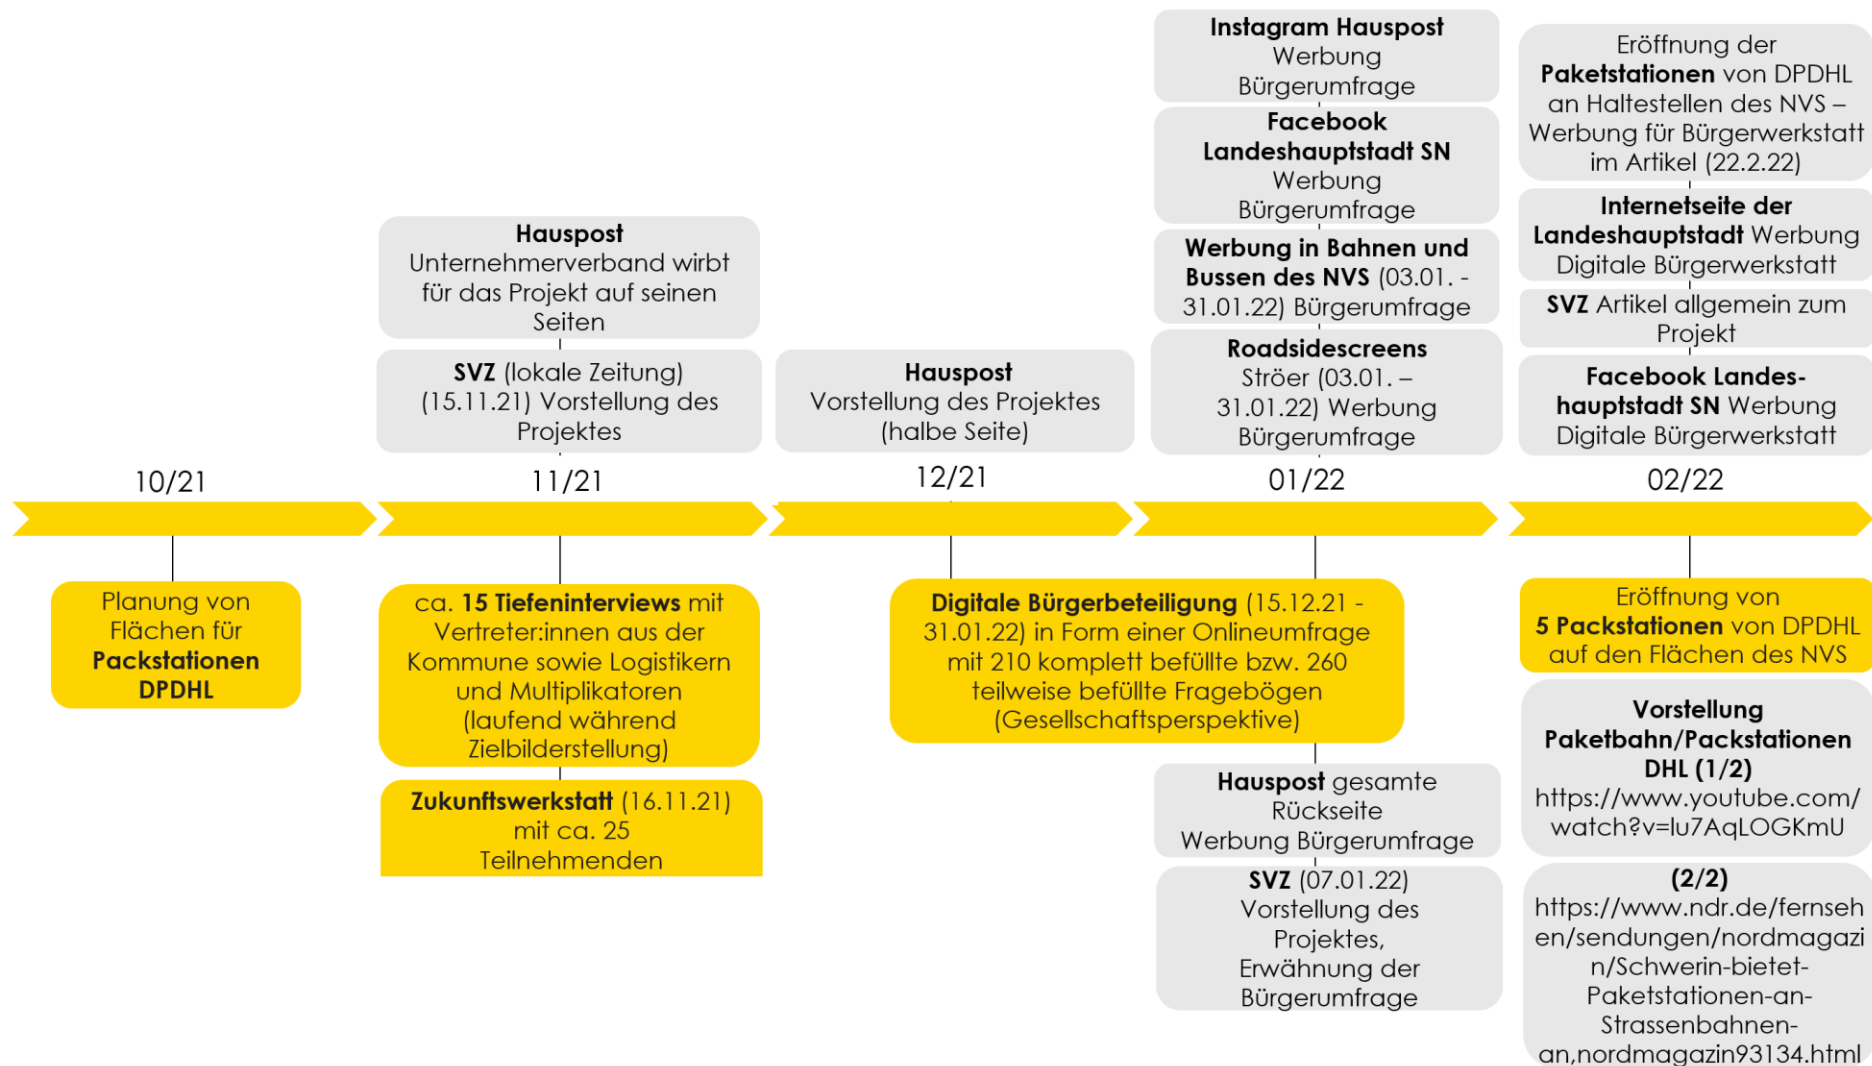 Instagram Hauspost
Werbung
Bürgerumfrage
Facebook
Landeshauptstadt SN
Werbung
Bürgerumfrage
Werbung in Bahnen und
Bussen des NVS (03.01. -
31.01.22) Bürgerumfrage
Roadsidescreens
Ströer (03.01. –
31.01.22) Werbung
Bürgerumfrage
Eröffnung der
Paketstationen von DPDHL
an Haltestellen des NVS –
Werbung für Bürgerwerkstatt
im Artikel (22.2.22)
Internetseite der
Landeshauptstadt Werbung
Digitale Bürgerwerkstatt
SVZ Artikel allgemein zum
Projekt
Facebook Landes-
hauptstadt SN Werbung
Digitale Bürgerwerkstatt
Hauspost
Unternehmerverband wirbt
für das Projekt auf seinen
Seiten
SVZ (lokale Zeitung)
(15.11.21) Vorstellung des
Projektes
Hauspost
Vorstellung des Projektes
(halbe Seite)
10/21
11/21
12/21
01/22
02/22
Planung von
Flächen für
Packstationen
DPDHL
ca. 15 Tiefeninterviews mit
Vertreter:innen aus der
Kommune sowie Logistikern
und Multiplikatoren
(laufend während
Zielbilderstellung)
Zukunftswerkstatt (16.11.21)
mit ca. 25
Teilnehmenden
Digitale Bürgerbeteiligung (15.12.21 -
31.01.22) in Form einer Onlineumfrage
mit 210 komplett befüllte bzw. 260
teilweise befüllte Fragebögen
(Gesellschaftsperspektive)
Hauspost gesamte
Rückseite
Werbung Bürgerumfrage
SVZ (07.01.22)
Vorstellung des
Projektes,
Erwähnung der
Bürgerumfrage
Eröffnung von
5 Packstationen von DPDHL
auf den Flächen des NVS
Vorstellung
Paketbahn/Packstationen
DHL (1/2)
https://www.youtube.com/
watch?v=lu7AqLOGKmU
(2/2)
https://www.ndr.de/fernseh
en/sendungen/nordmagazi
n/Schwerin-bietet-
Paketstationen-an-
Strassenbahnen-
an,nordmagazin93134.html